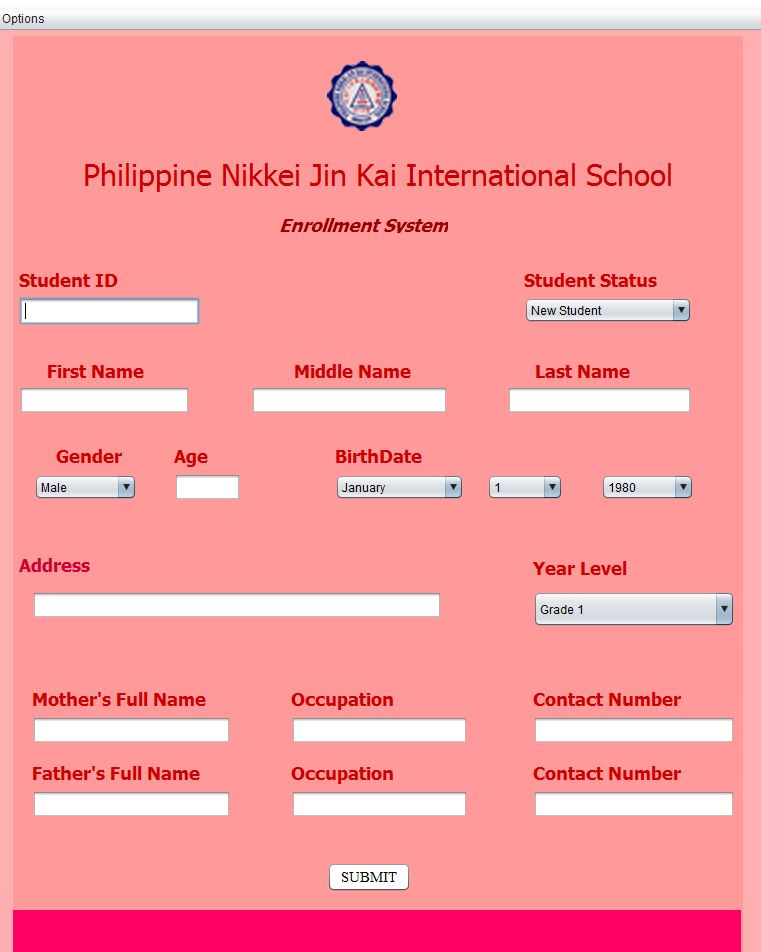 Options
Philippine Nikkei Jin Kai International School
Enrollment System
Student ID Student Status
New Student
First Name Middle Name Last Name
Gender Age BirthDate
Male January 1 1980
Address Year Level
Grade 1
Mother's Full Name Occupation Contact Number
Father's Full Name Occupation Contact Number
SUBMIT